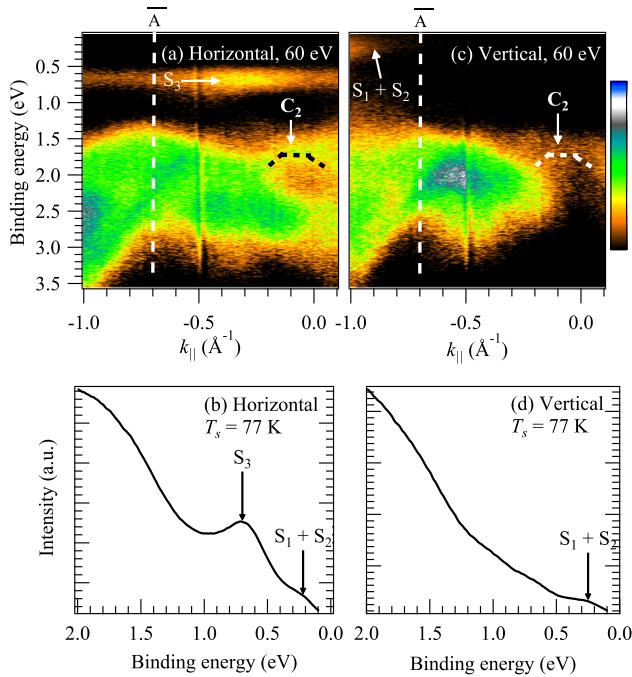 A A
(a) Horizontal, 60 eV (c) Vertical, 60 eV
S3 S1 + S2
C2 C2
Binding energy (eV)
0.5
1.0
1.5
2.0
2.5
3.0
3.5
-1.0 -0.5 0.0 -1.0 -0.5 0.0
k|| (Å-1) k|| (Å-1)
(b) Horizontal (d) Vertical
Ts = 77 K Ts = 77 K
S3
S1 + S2 S1 + S2
Intensity (a.u.)
2.0 1.5 1.0 0.5 0.0 2.0 1.5 1.0 0.5 0.0
Binding energy (eV) Binding energy (eV)